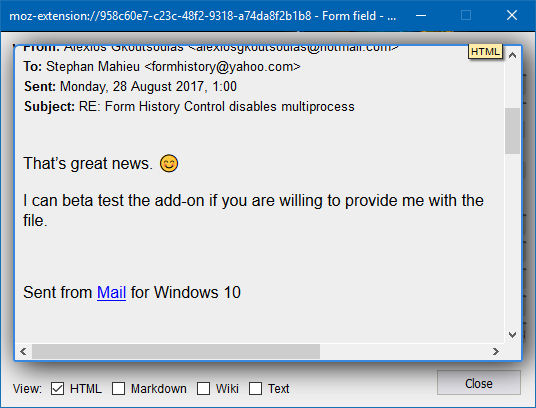 moz-extension://958c60e7-c23c-48f2-9318-a74da8f2b1b8 - Form field - ...
HTML
From: Alexios Gkoutsoulas <alexiosgkoutsoulas@hotmail.com>
To: Stephan Mahieu <formhistory@yahoo.com>
Sent: Monday, 28 August 2017, 1:00
Subject: RE: Form History Control disables multiprocess
That's great news. 😊
I can beta test the add-on if you are willing to provide me with the
file.
Sent from Mail for Windows 10
View: HTML Markdown Wiki Text
Close